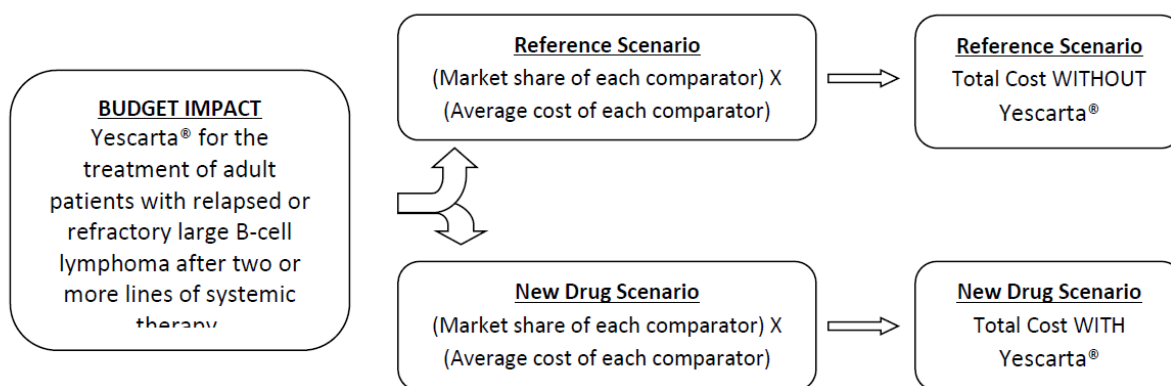 BUDGET IMPACT
Yescarta® for the
treatment of adult
patients with relapsed or
refractory large B-cell
lymphoma after two or
more lines of systemic
therapy
Reference Scenario
(Market share of each comparator) X
(Average cost of each comparator)
Reference Scenario
Total Cost WITHOUT
Yescarta®
New Drug Scenario
(Market share of each comparator) X
(Average cost of each comparator)
New Drug Scenario
Total Cost WITH
Yescarta®